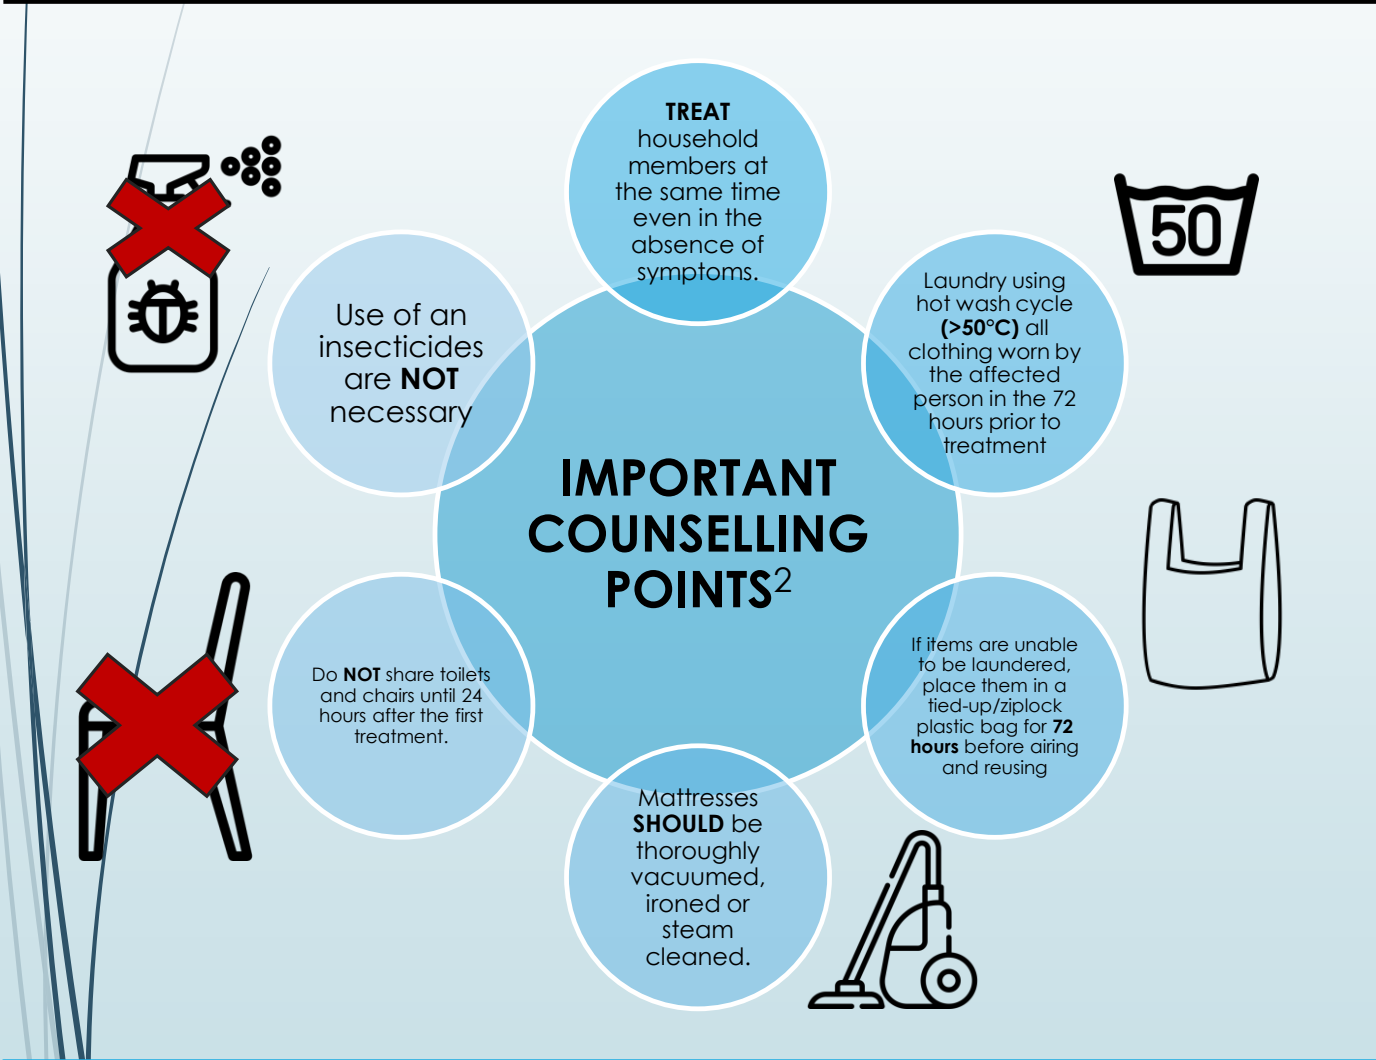 TREAT
household
members at
the same time
even in the
absence of
symptoms.
50
Laundry using
hot wash cycle
(>50°C) all
clothing worn by
the affected
person in the 72
hours prior to
treatment
Use of an
insecticides
are NOT
necessary
IMPORTANT
COUNSELLING
POINTS2
If items are unable
to be laundered,
place them in a
tied-up/ziplock
plastic bag for 72
hours before airing
and reusing
Do NOT share toilets
and chairs until 24
hours after the first
treatment.
Mattresses
SHOULD be
thoroughly
vacuumed,
ironed or
steam
cleaned.